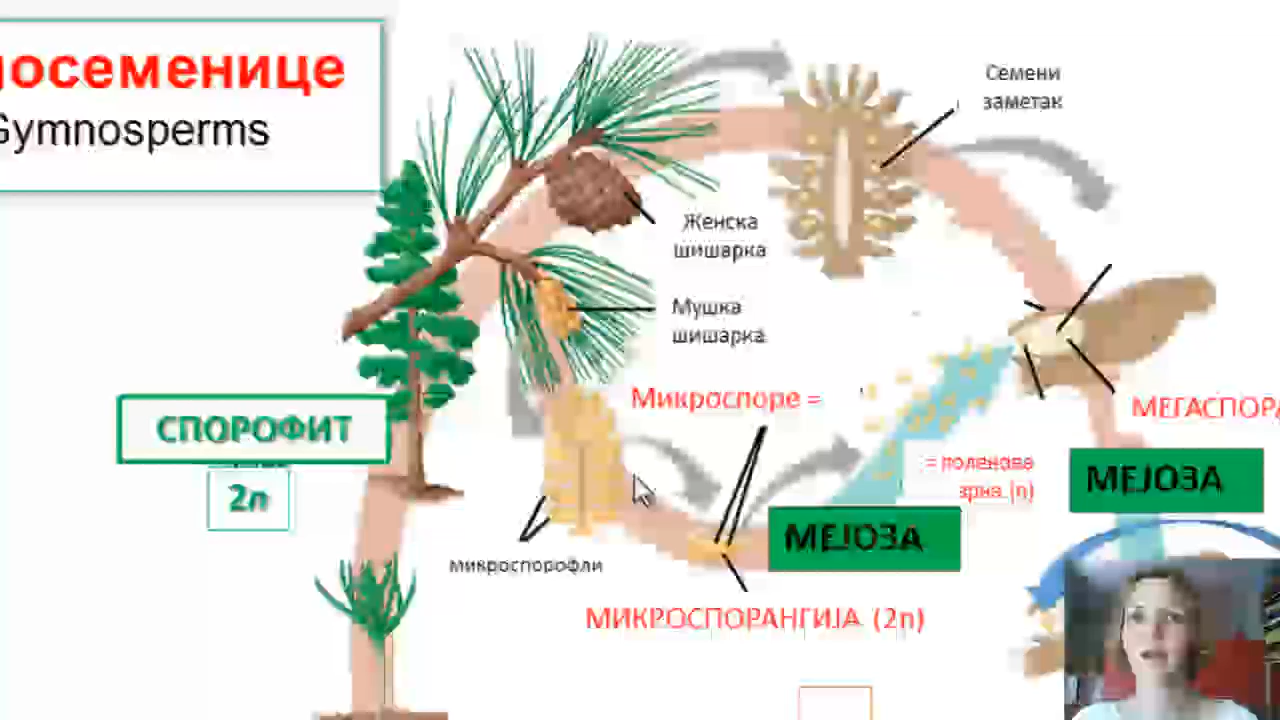 осеменице
Gymnosperms
Семени
заметак
Женска
шишарка
Мушка
шишарка
Микроспоре =
МЕГАСПОРА
СПОРОФИТ
= поленова
зрна (n)
МЕЈОЗА
2n
МЕЈОЗА
микроспорофли
МИКРОСПОРАНГИЈА (2n)